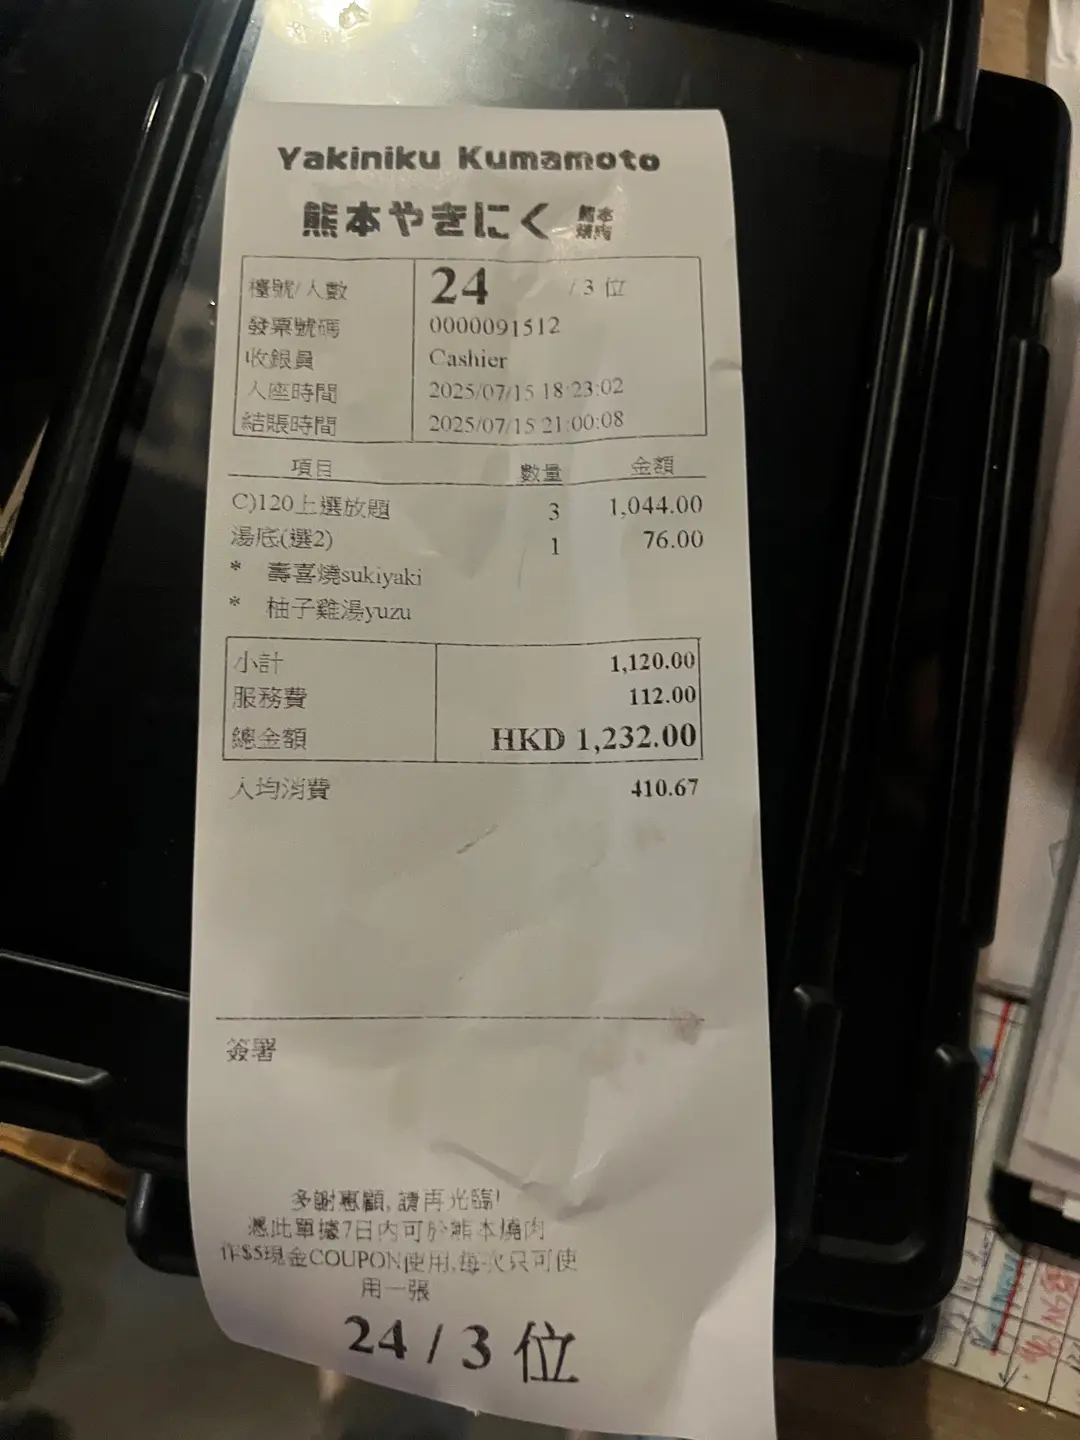 Yakiniku Kumamoto
熊本やきにく 熊本燒肉
檯號/人數 24 / 3 位
發票號碼 0000091512
收銀員 Cashier
入座時間 2025/07/15 18:23:02
結賬時間 2025/07/15 21:00:08
項目 數量 金額
C)120上選放題 3 1,044.00
湯底(選2) 1 76.00
* 壽喜燒sukiyaki
* 柚子雞湯yuzu
小計 1,120.00
服務費 112.00
總金額 HKD 1,232.00
人均消費 410.67
簽署
多謝惠顧,請再光臨!
憑此單據7日內可於熊本燒肉
作$5現金COUPON使用,每次只可使
用一張
24 / 3 位